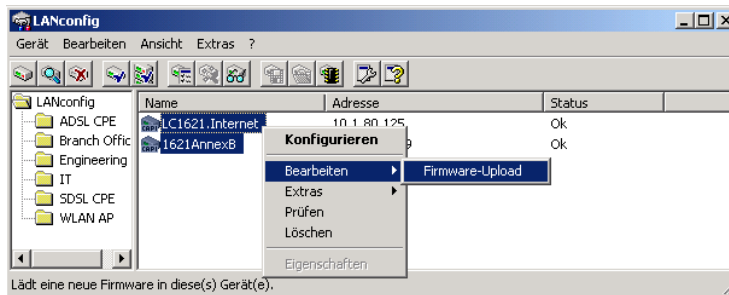 LANconfig
Gerät Bearbeiten Ansicht Extras ?
LANconfig
ADSL CPE
Branch Offic
Engineering
IT
SDSL CPE
WLAN AP
Name Adresse Status
LC1621.Internet 10.1.80.125 Ok
1621AnnexB 9 Ok
Konfigurieren
Bearbeiten
Extras
Prüfen
Löschen
Eigenschaften
Firmware-Upload
Lädt eine neue Firmware in diese(s) Gerät(e).